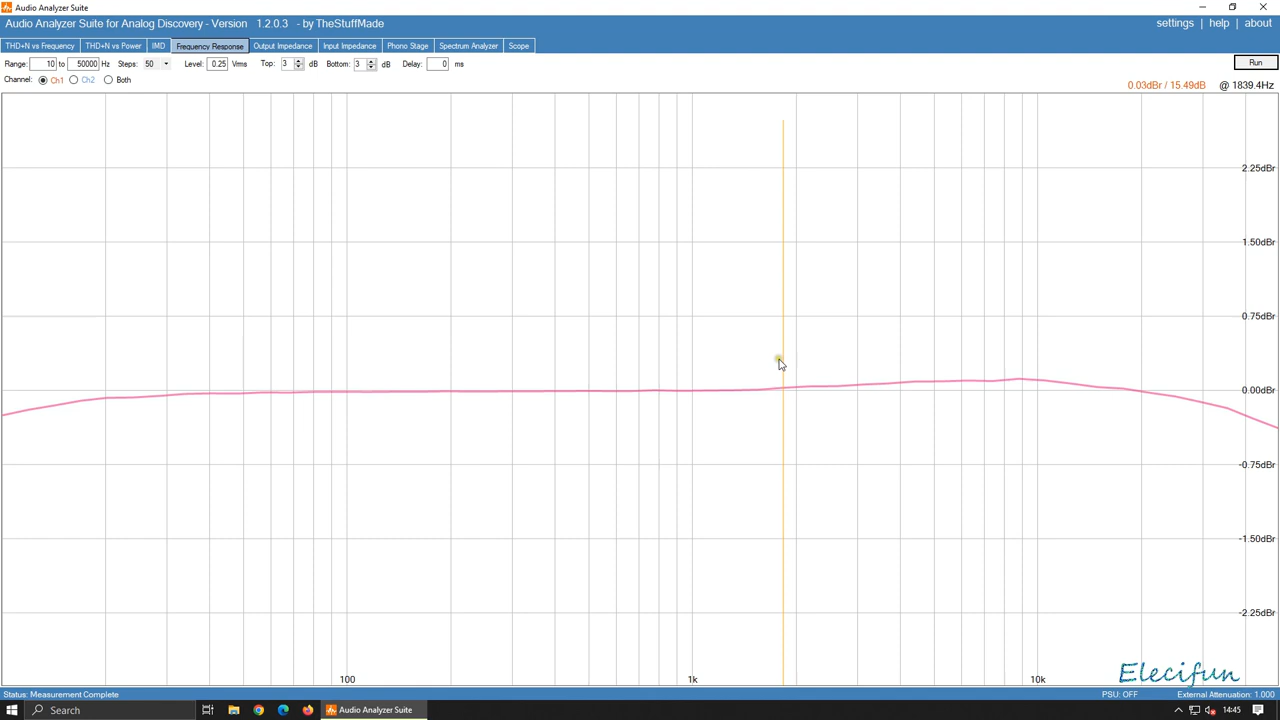 Audio Analyzer Suite
Audio Analyzer Suite for Analog Discovery - Version 1.2.0.3 - by TheStuffMade
settings | help | about
THD+N vs Frequency THD+N vs Power IMD Frequency Response Output Impedance Input Impedance Phono Stage Spectrum Analyzer Scope
Range: 10 to 50000 Hz Steps: 50 Level: 0.25 Vrms Top: 3 dB Bottom: 3 dB Delay: 0 ms Run
Channel: Ch1 Ch2 Both
0.03dBr / 15.49dB @ 1839.4Hz
2.25dBr
1.50dBr
0.75dBr
0.00dBr
-0.75dBr
-1.50dBr
-2.25dBr
100 1k 10k
Elecifun
Status: Measurement Complete PSU: OFF External Attenuation: 1.000
Search Audio Analyzer Suite 14:45